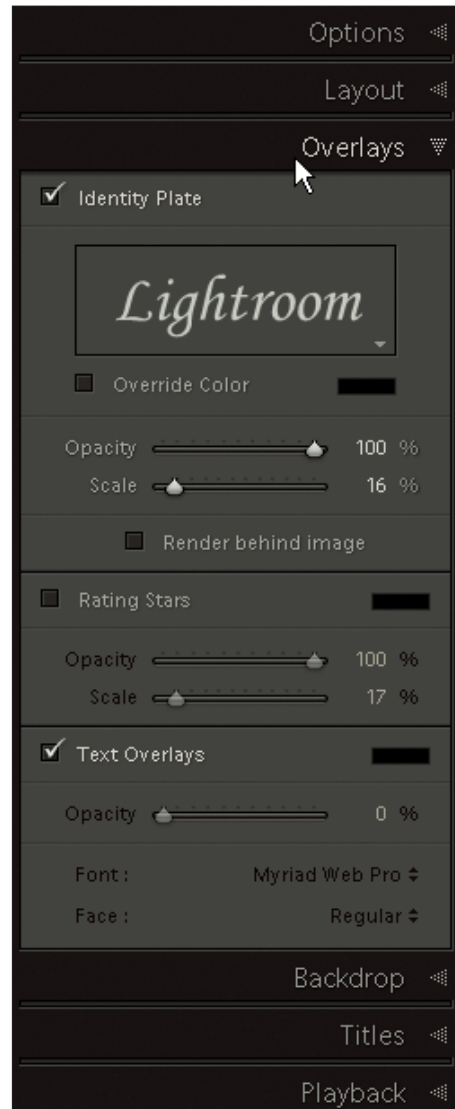 Options
Layout
Overlays
Identity Plate
Lightroom
Override Color
Opacity 100 %
Scale 16 %
Render behind image
Rating Stars
Opacity 100 %
Scale 17 %
Text Overlays
Opacity 0 %
Font : Myriad Web Pro
Face : Regular
Backdrop
Titles
Playback